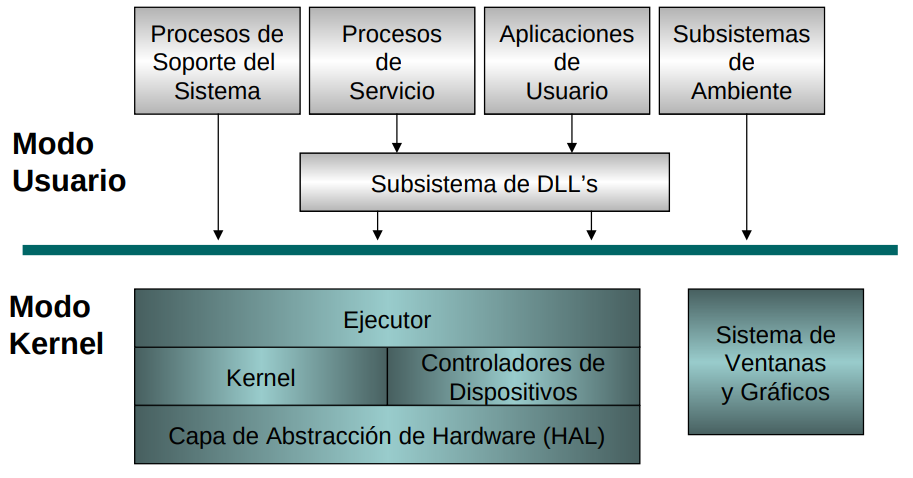 Procesos de
Soporte del
Sistema
Procesos
de
Servicio
Aplicaciones
de
Usuario
Subsistemas
de
Ambiente
Modo
Usuario
Subsistema de DLL’s
Modo
Kernel
Ejecutor
Kernel
Controladores de
Dispositivos
Capa de Abstracción de Hardware (HAL)
Sistema de
Ventanas
y Gráficos